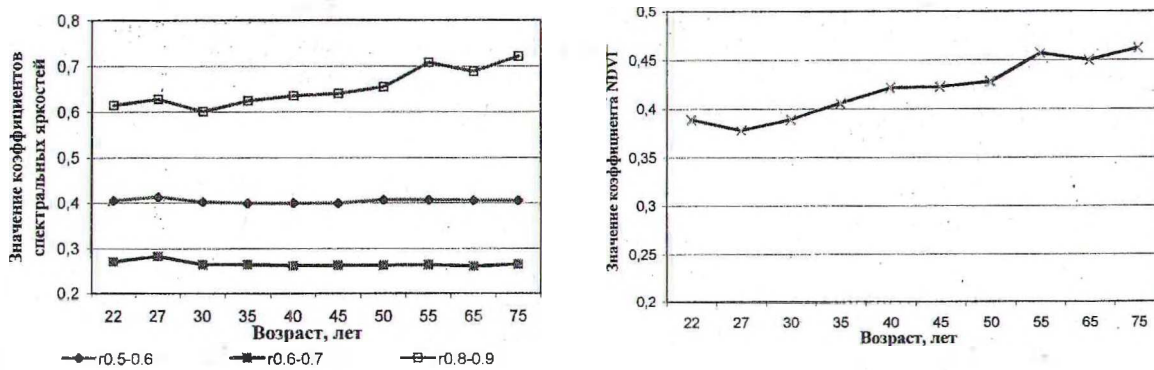 Значение коэффициентов
спектральных яркостей
0,8
0,7
0,6
0,5
0,4
0,3
0,2
22 27 30 35 40 45 50 55 65 75
Возраст, лет
r0.5-0.6 r0.6-0.7 r0.8-0.9
Значение коэффициента NDVI
0,5
0,45
0,4
0,35
0,3
0,25
0,2
22 27 30 35 40 45 50 55 65 75
Возраст, лет